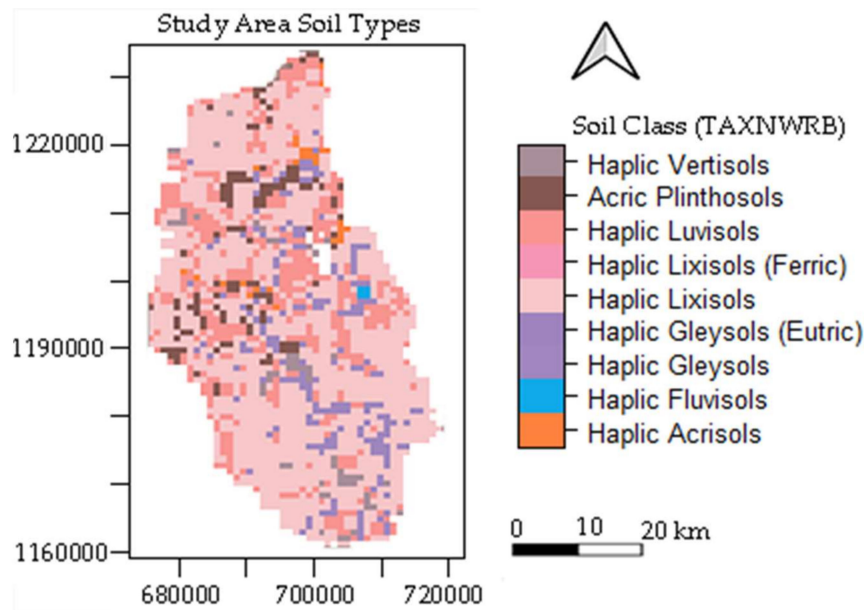 Study Area Soil Types
1220000
1190000
1160000
680000 700000 720000
Soil Class (TAXNWRB)
Haplic Vertisols
Acric Plinthosols
Haplic Luvisols
Haplic Lixisols (Ferric)
Haplic Lixisols
Haplic Gleysols (Eutric)
Haplic Gleysols
Haplic Fluvisols
Haplic Acrisols
0 10 20 km